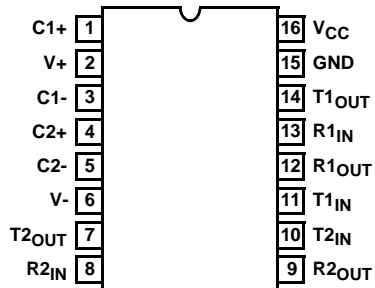 C1+ 1 16 VCC
V+ 2 15 GND
C1- 3 14 T1OUT
C2+ 4 13 R1IN
C2- 5 12 R1OUT
V- 6 11 T1IN
T2OUT 7 10 T2IN
R2IN 8 9 R2OUT